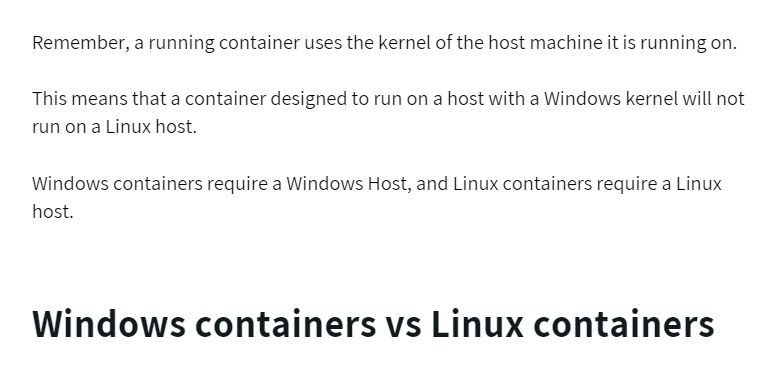 Remember, a running container uses the kernel of the host machine it is running on.
This means that a container designed to run on a host with a Windows kernel will not
run on a Linux host.
Windows containers require a Windows Host, and Linux containers require a Linux
host.
Windows containers vs Linux containers